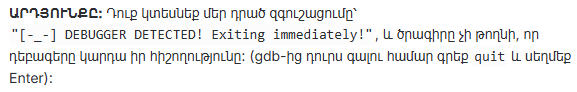 ԱՐԴՅՈՒՆՔԸ: Դուք կտեսնեք մեր դրած զգուշացումը՝
"[-_-] DEBUGGER DETECTED! Exiting immediately!", և ծրագիրը չի թողնի, որ
դեբագերը կարդա իր հիշողությունը: (gdb-ից դուրս գալու համար գրեք quit և սեղմեք
Enter):